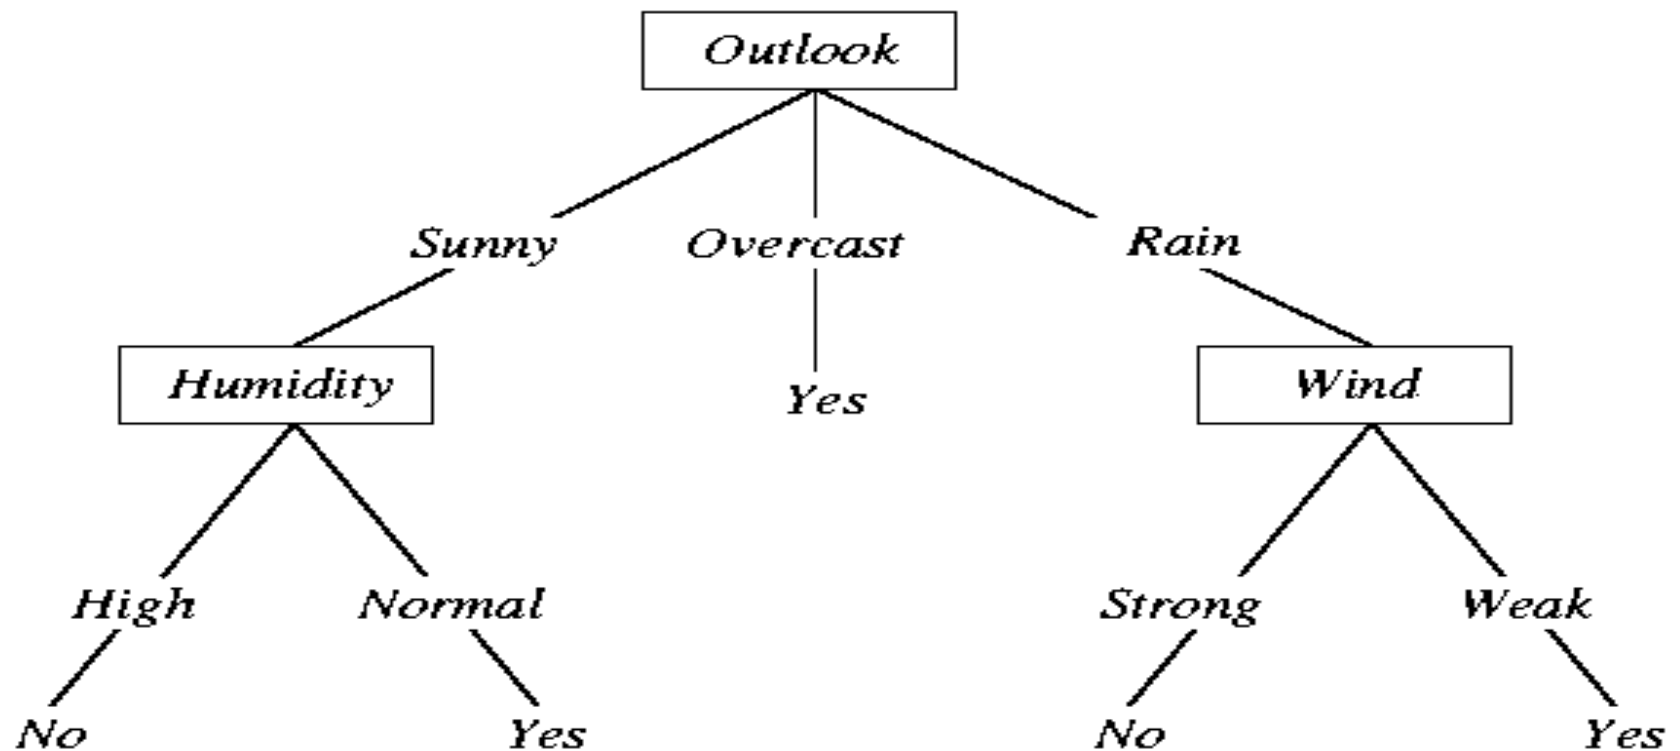 Outlook
Sunny Overcast Rain
Humidity Yes Wind
High Normal Strong Weak
No Yes No Yes